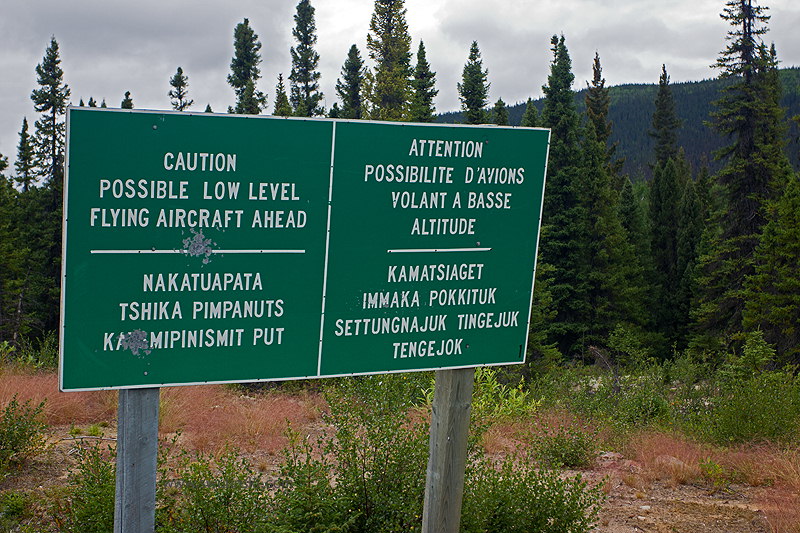 CAUTION
POSSIBLE LOW LEVEL
FLYING AIRCRAFT AHEAD
NAKATUAPATA
TSHIKA PIMPANUTS
PUT
ATTENTION
POSSIBILITE D'AVIONS
VOLANT A BASSE
ALTITUDE
KAMATSIAGET
IMMAKA POKKITUK
SETTUNGNAJUK TINGEJUK
TENGEJOK